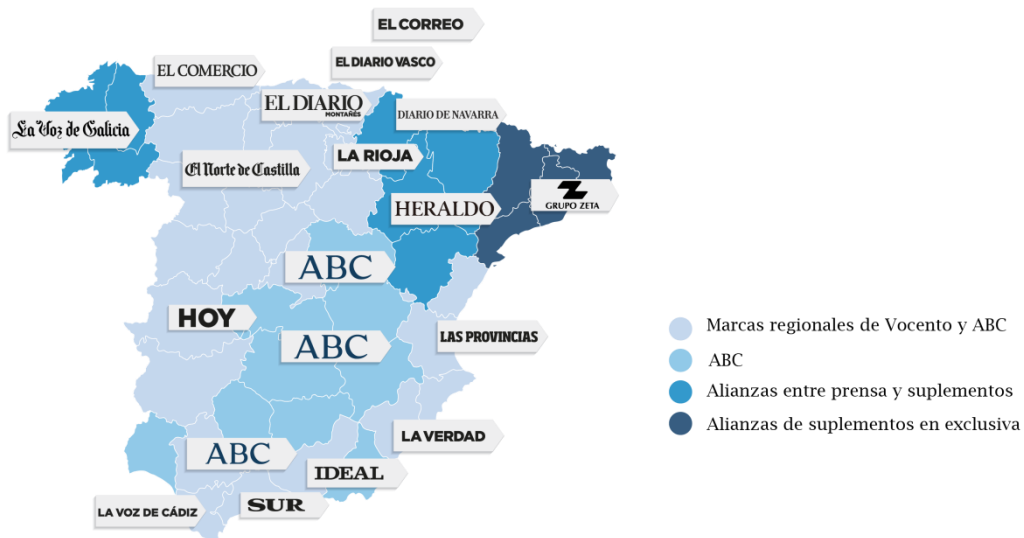 EL CORREO
EL DIARIO VASCO
EL COMERCIO
EL DIARIO
MONTAÑÉS
DIARIO DE NAVARRA
La Voz de Galicia
LA RIOJA
El Norte de Castilla
GRUPO ZETA
HERALDO
ABC
HOY
ABC
LAS PROVINCIAS
Marcas regionales de Vocento y ABC
ABC
Alianzas entre prensa y suplementos
Alianzas de suplementos en exclusiva
LA VERDAD
ABC
IDEAL
SUR
LA VOZ DE CÁDIZ